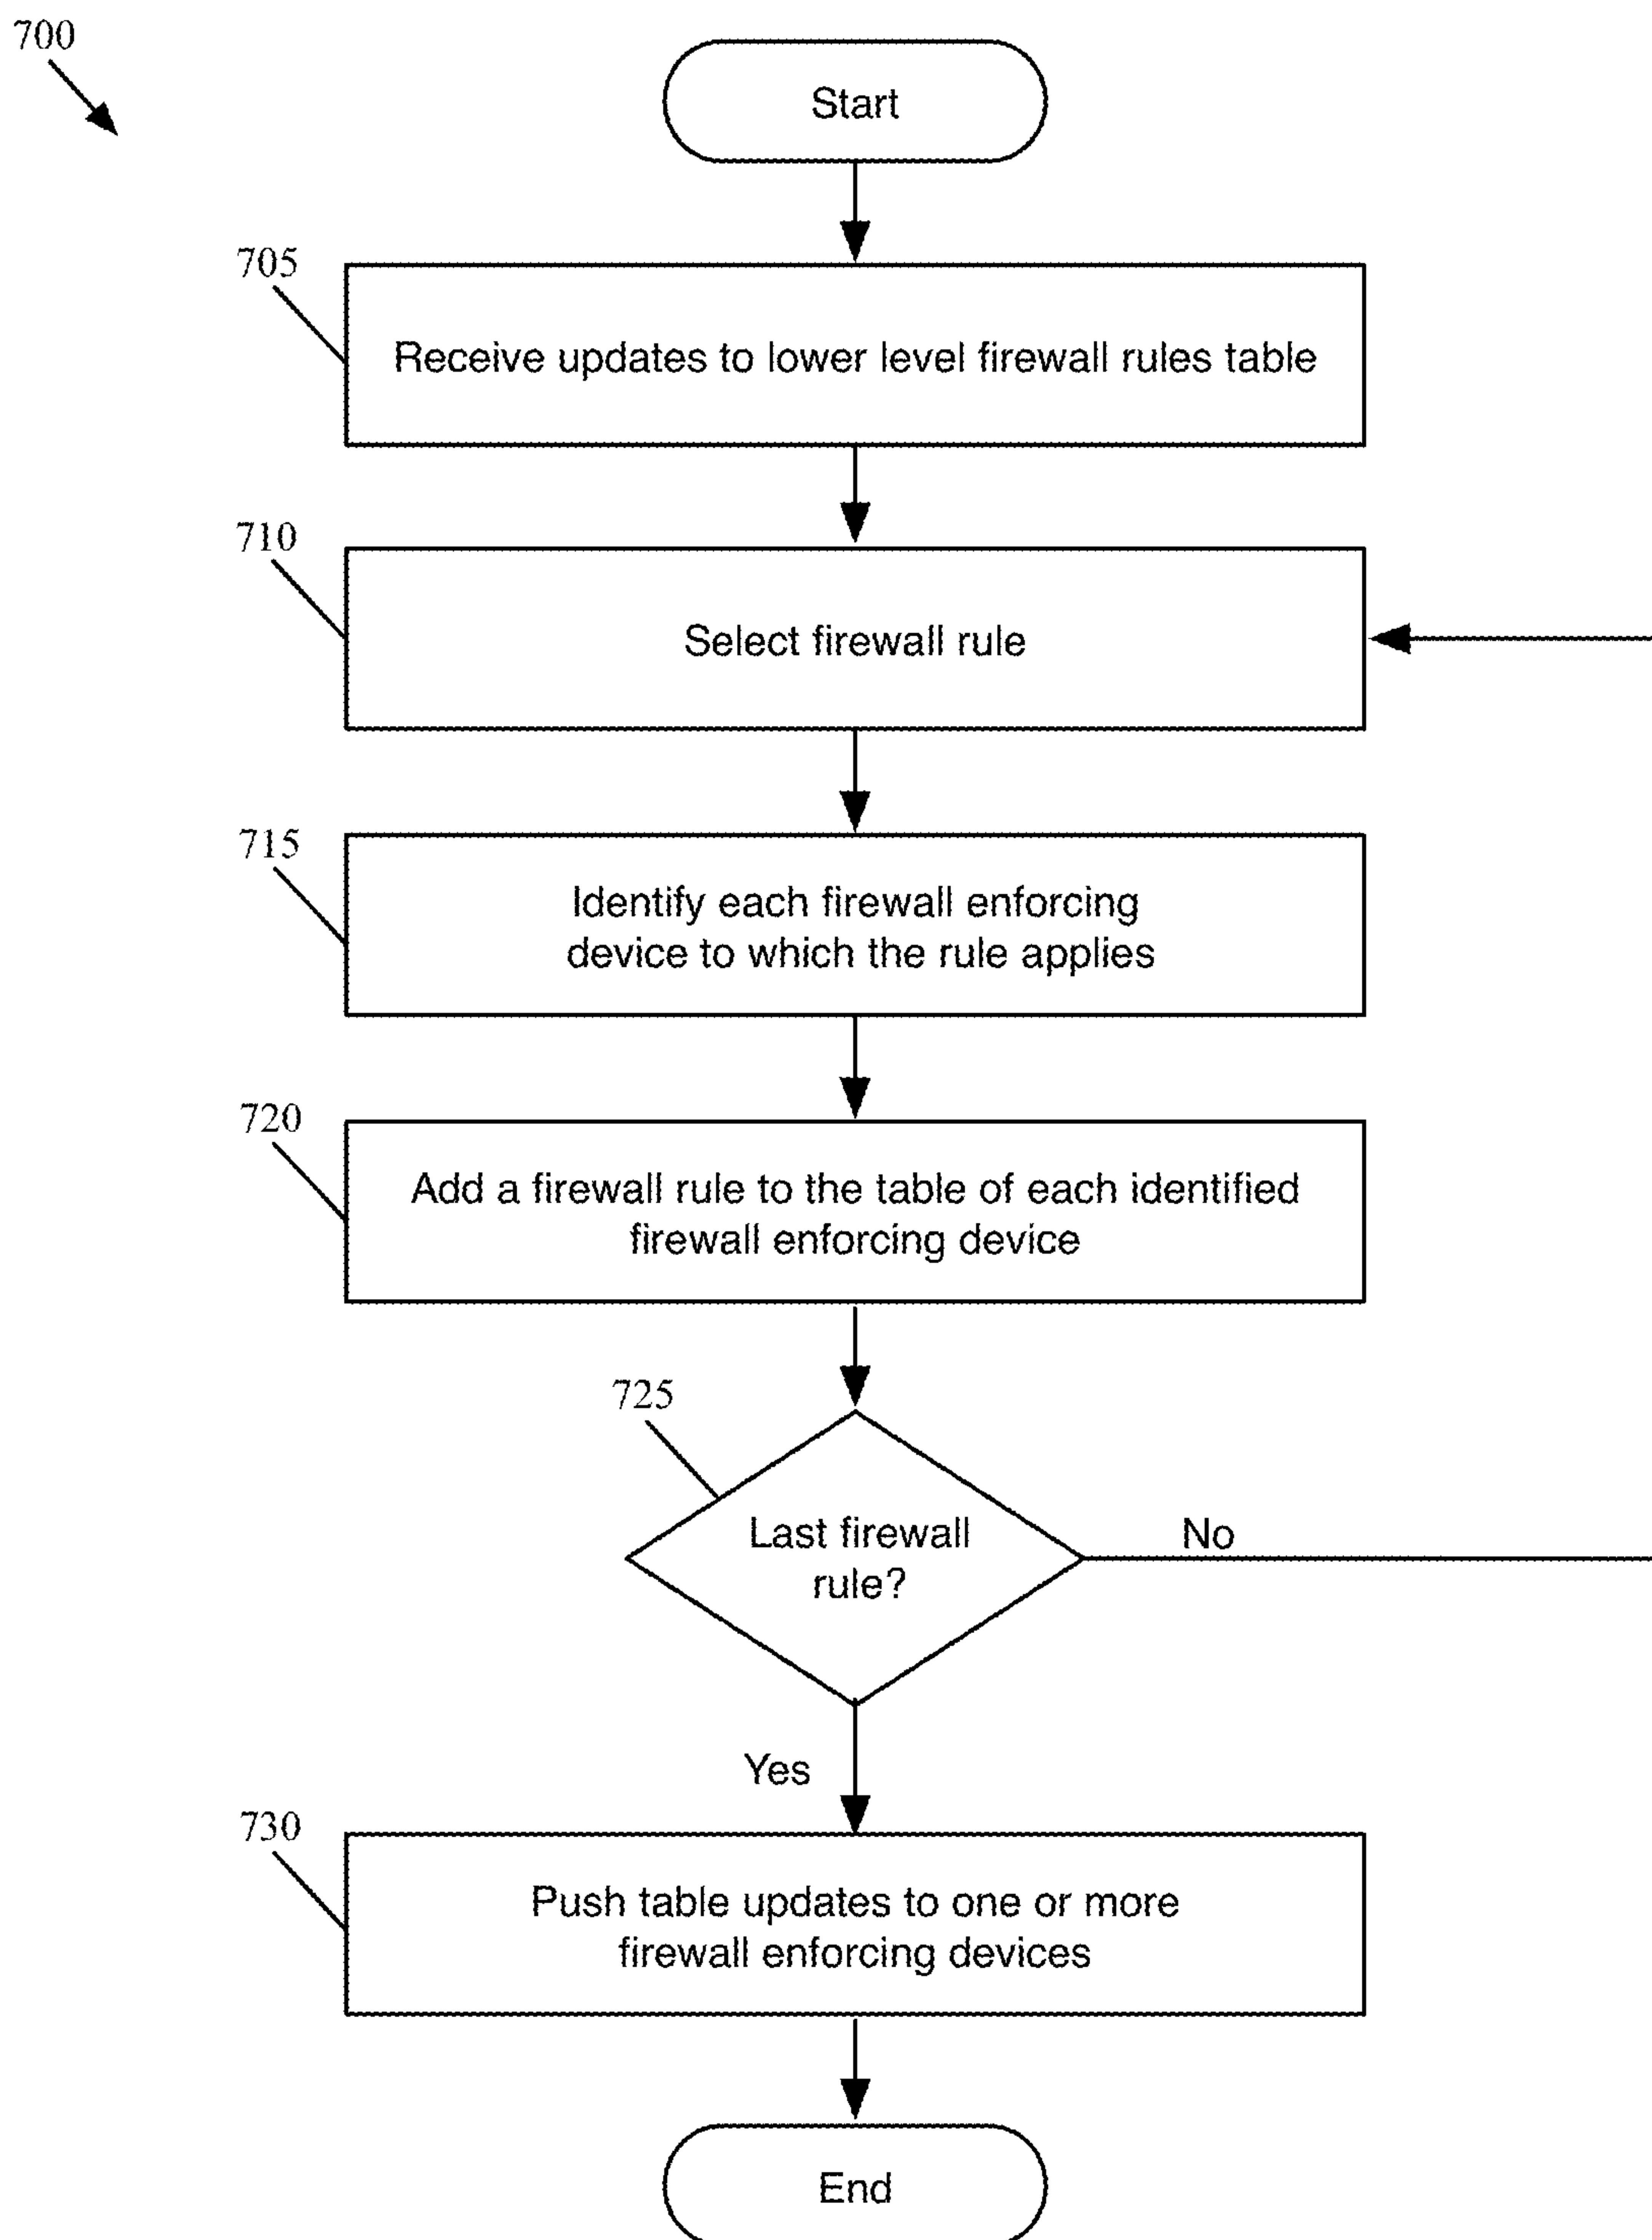 700
Start
705
Receive updates to lower level firewall rules table
710
Select firewall rule
715
Identify each firewall enforcing
device to which the rule applies
720
Add a firewall rule to the table of each identified
firewall enforcing device
725
Last firewall
rule?
No
Yes
730
Push table updates to one or more
firewall enforcing devices
End